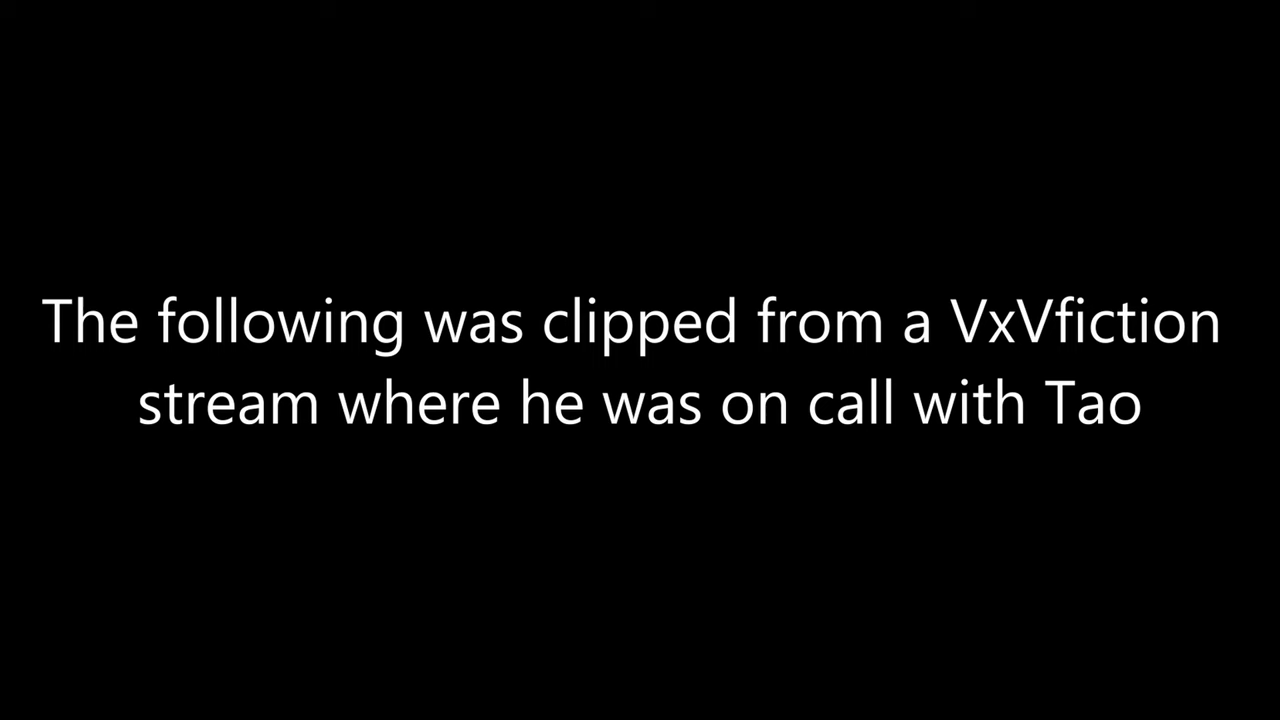 The following was clipped from a VxVfiction
stream where he was on call with Tao